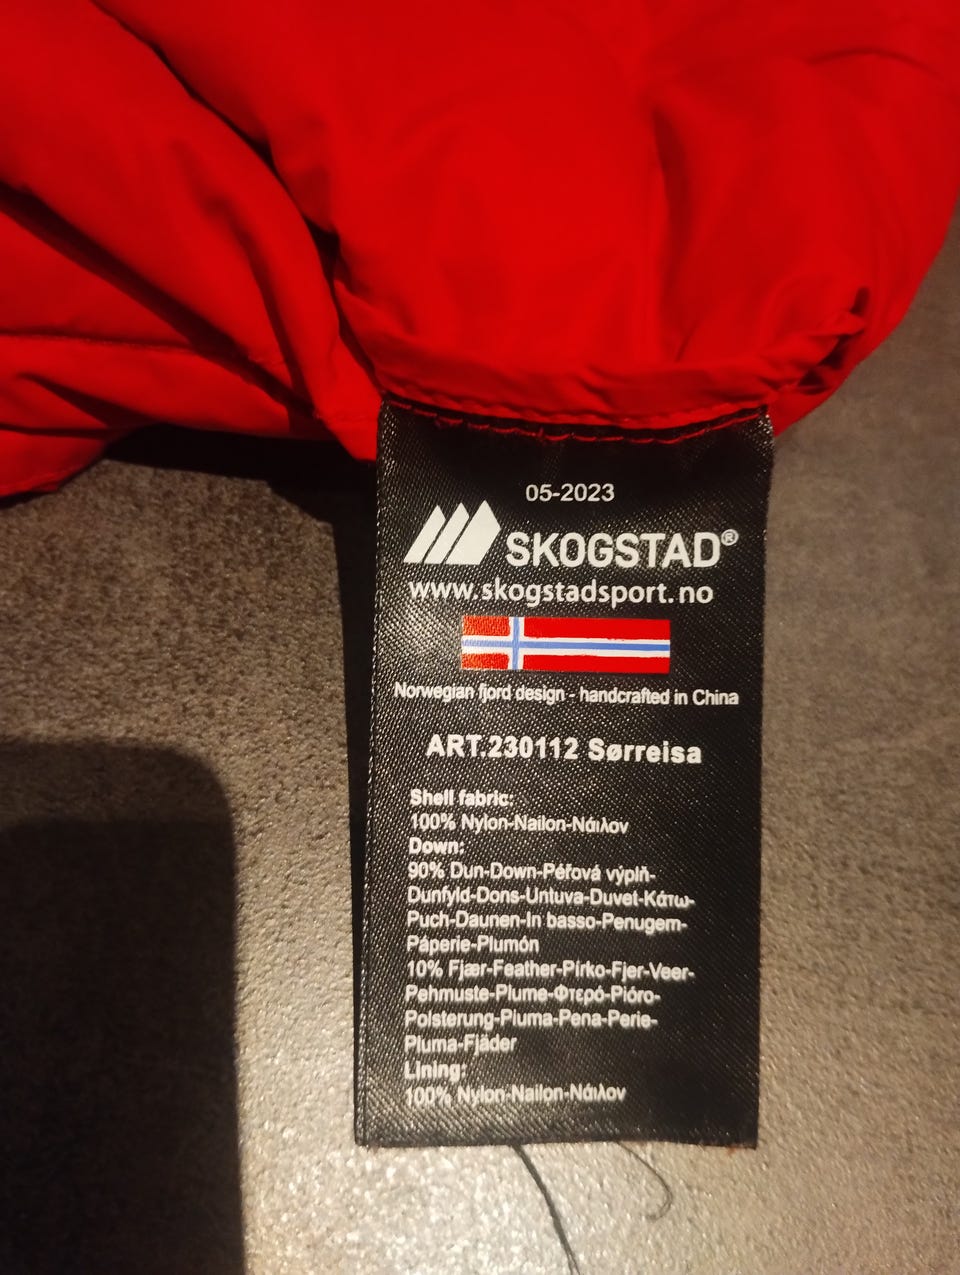 05-2023
SKOGSTAD®
www.skogstadsport.no
Norwegian fjord design - handcrafted in China
ART.230112 Sørreisa
Shell fabric:
100% Nylon-Nailon-Νάιλον
Down:
90% Dun-Down-Péřová výplň-
Dunfyld-Dons-Untuva-Duvet-Κάτω-
Puch-Daunen-In basso-Penugem-
Páperie-Plumón
10% Fjær-Feather-Pírko-Fjer-Veer-
Pehmuste-Plume-Φτερό-Pióro-
Polsterung-Pluma-Pena-Perie-
Pluma-Fjäder
Lining:
100% Nylon-Nailon-Νάιλον